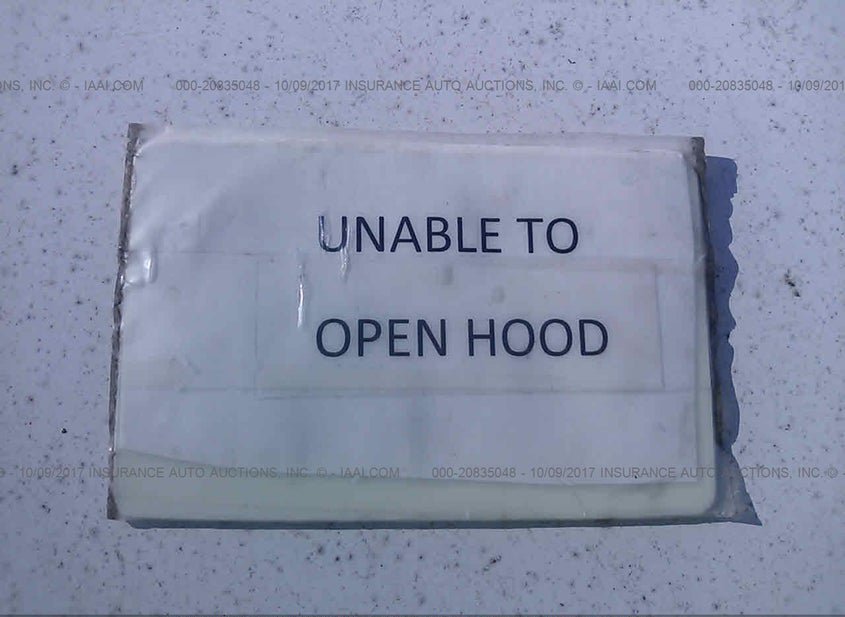 NS, INC. © - IAAI.COM 000-20835048 - 10/09/2017 INSURANCE AUTO AUCTIONS, INC. © - IAAI.COM 000-20835048 - 10/09/201
UNABLE TO
OPEN HOOD
- 10/09/2017 INSURANCE AUTO AUCTIONS, INC. © - IAAI.COM 000-20835048 - 10/09/2017 INSURANCE AUTO AUCTIONS, INC. © -